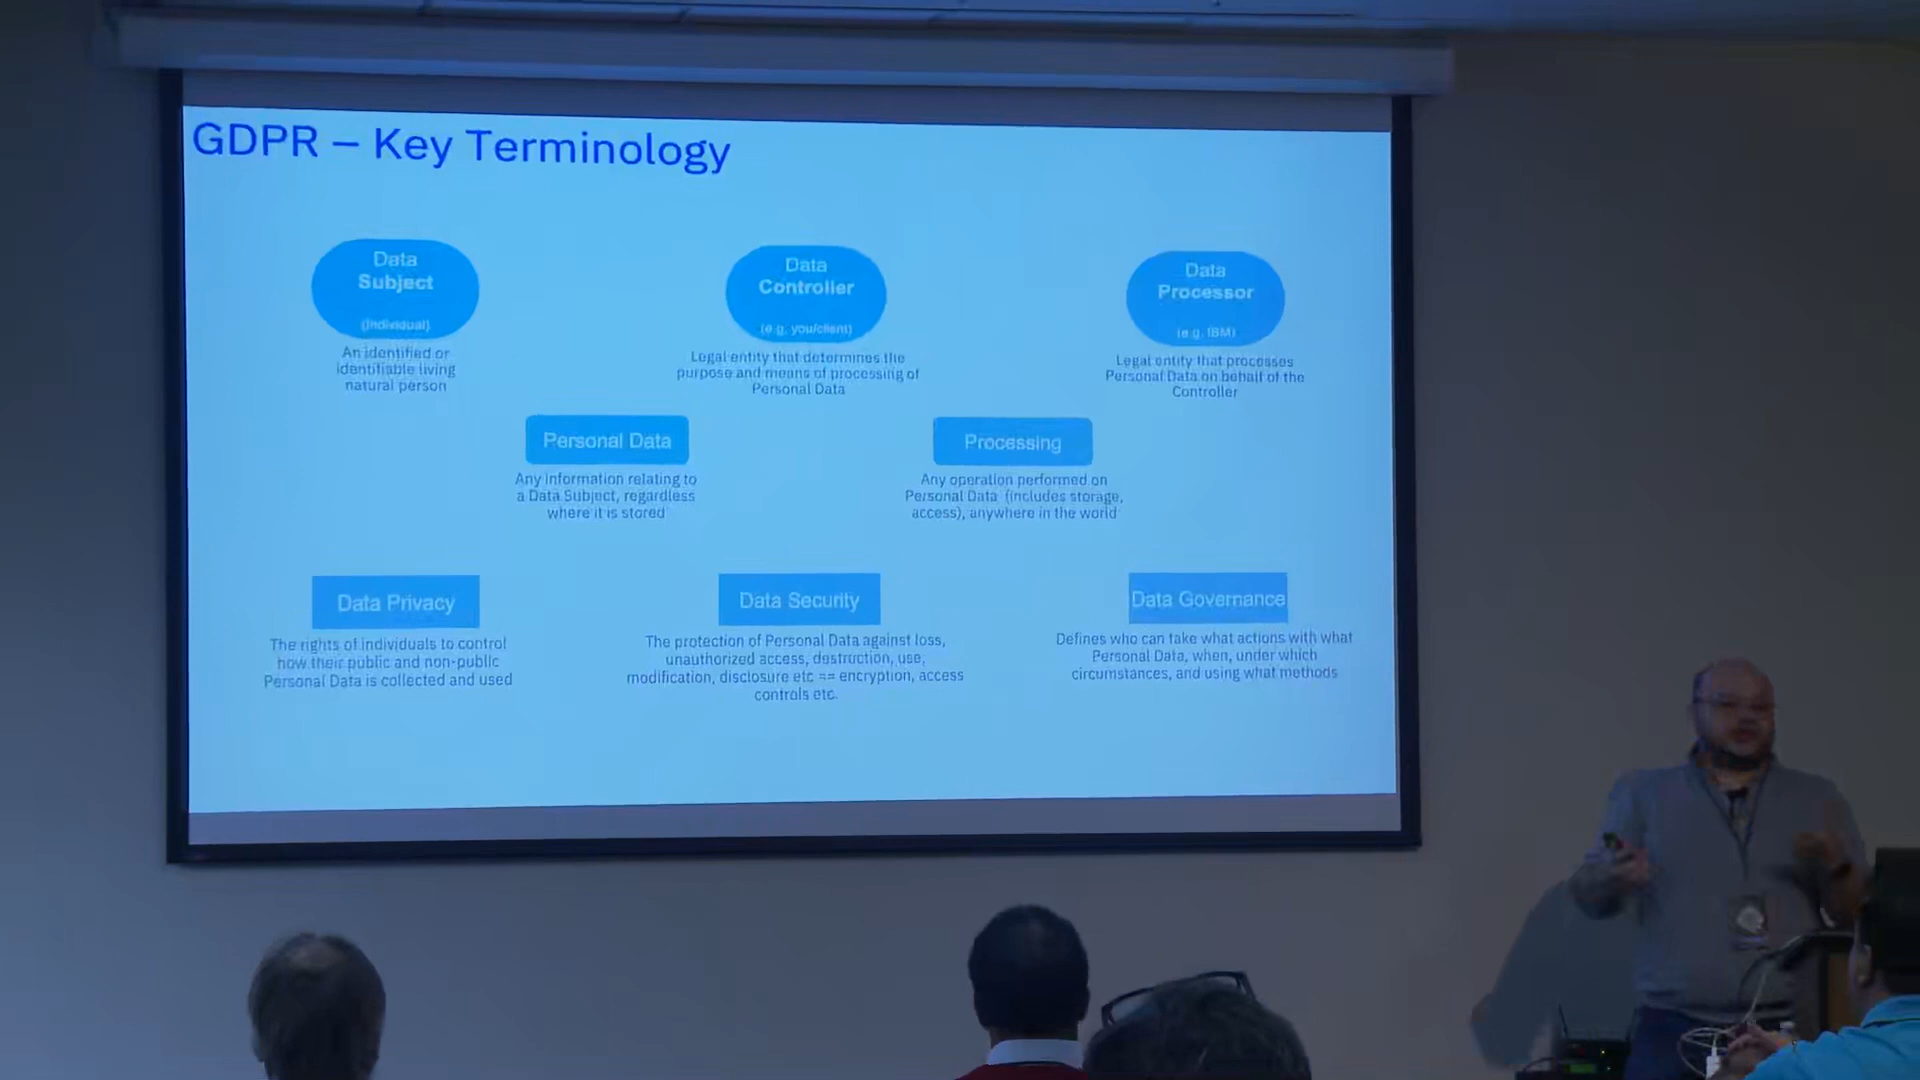 GDPR – Key Terminology
Data
Subject
(individual)
An identified or
identifiable living
natural person
Data
Controller
(e.g. you/client)
Legal entity that determines the
purpose and means of processing of
Personal Data
Data
Processor
(e.g. IBM)
Legal entity that processes
Personal Data on behalf of the
Controller
Personal Data
Any information relating to
a Data Subject, regardless
where it is stored
Processing
Any operation performed on
Personal Data (includes storage,
access), anywhere in the world
Data Privacy
The rights of individuals to control
how their public and non-public
Personal Data is collected and used
Data Security
The protection of Personal Data against loss,
unauthorized access, destruction, use,
modification, disclosure etc == encryption, access
controls etc.
Data Governance
Defines who can take what actions with what
Personal Data, when, under which
circumstances, and using what methods